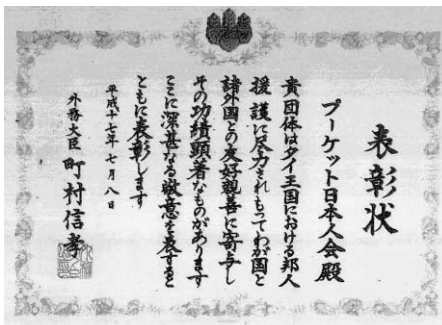 表彰状
プーケット日本人会殿
貴団体はタイ王国における邦人
援護に尽力されもってわが国と
諸外国との友好親善に寄与し
その功績顕著なものがあります
ここに深甚なる敬意を表すると
ともに表彰します
平成十七年七月八日
外務大臣 町村信孝